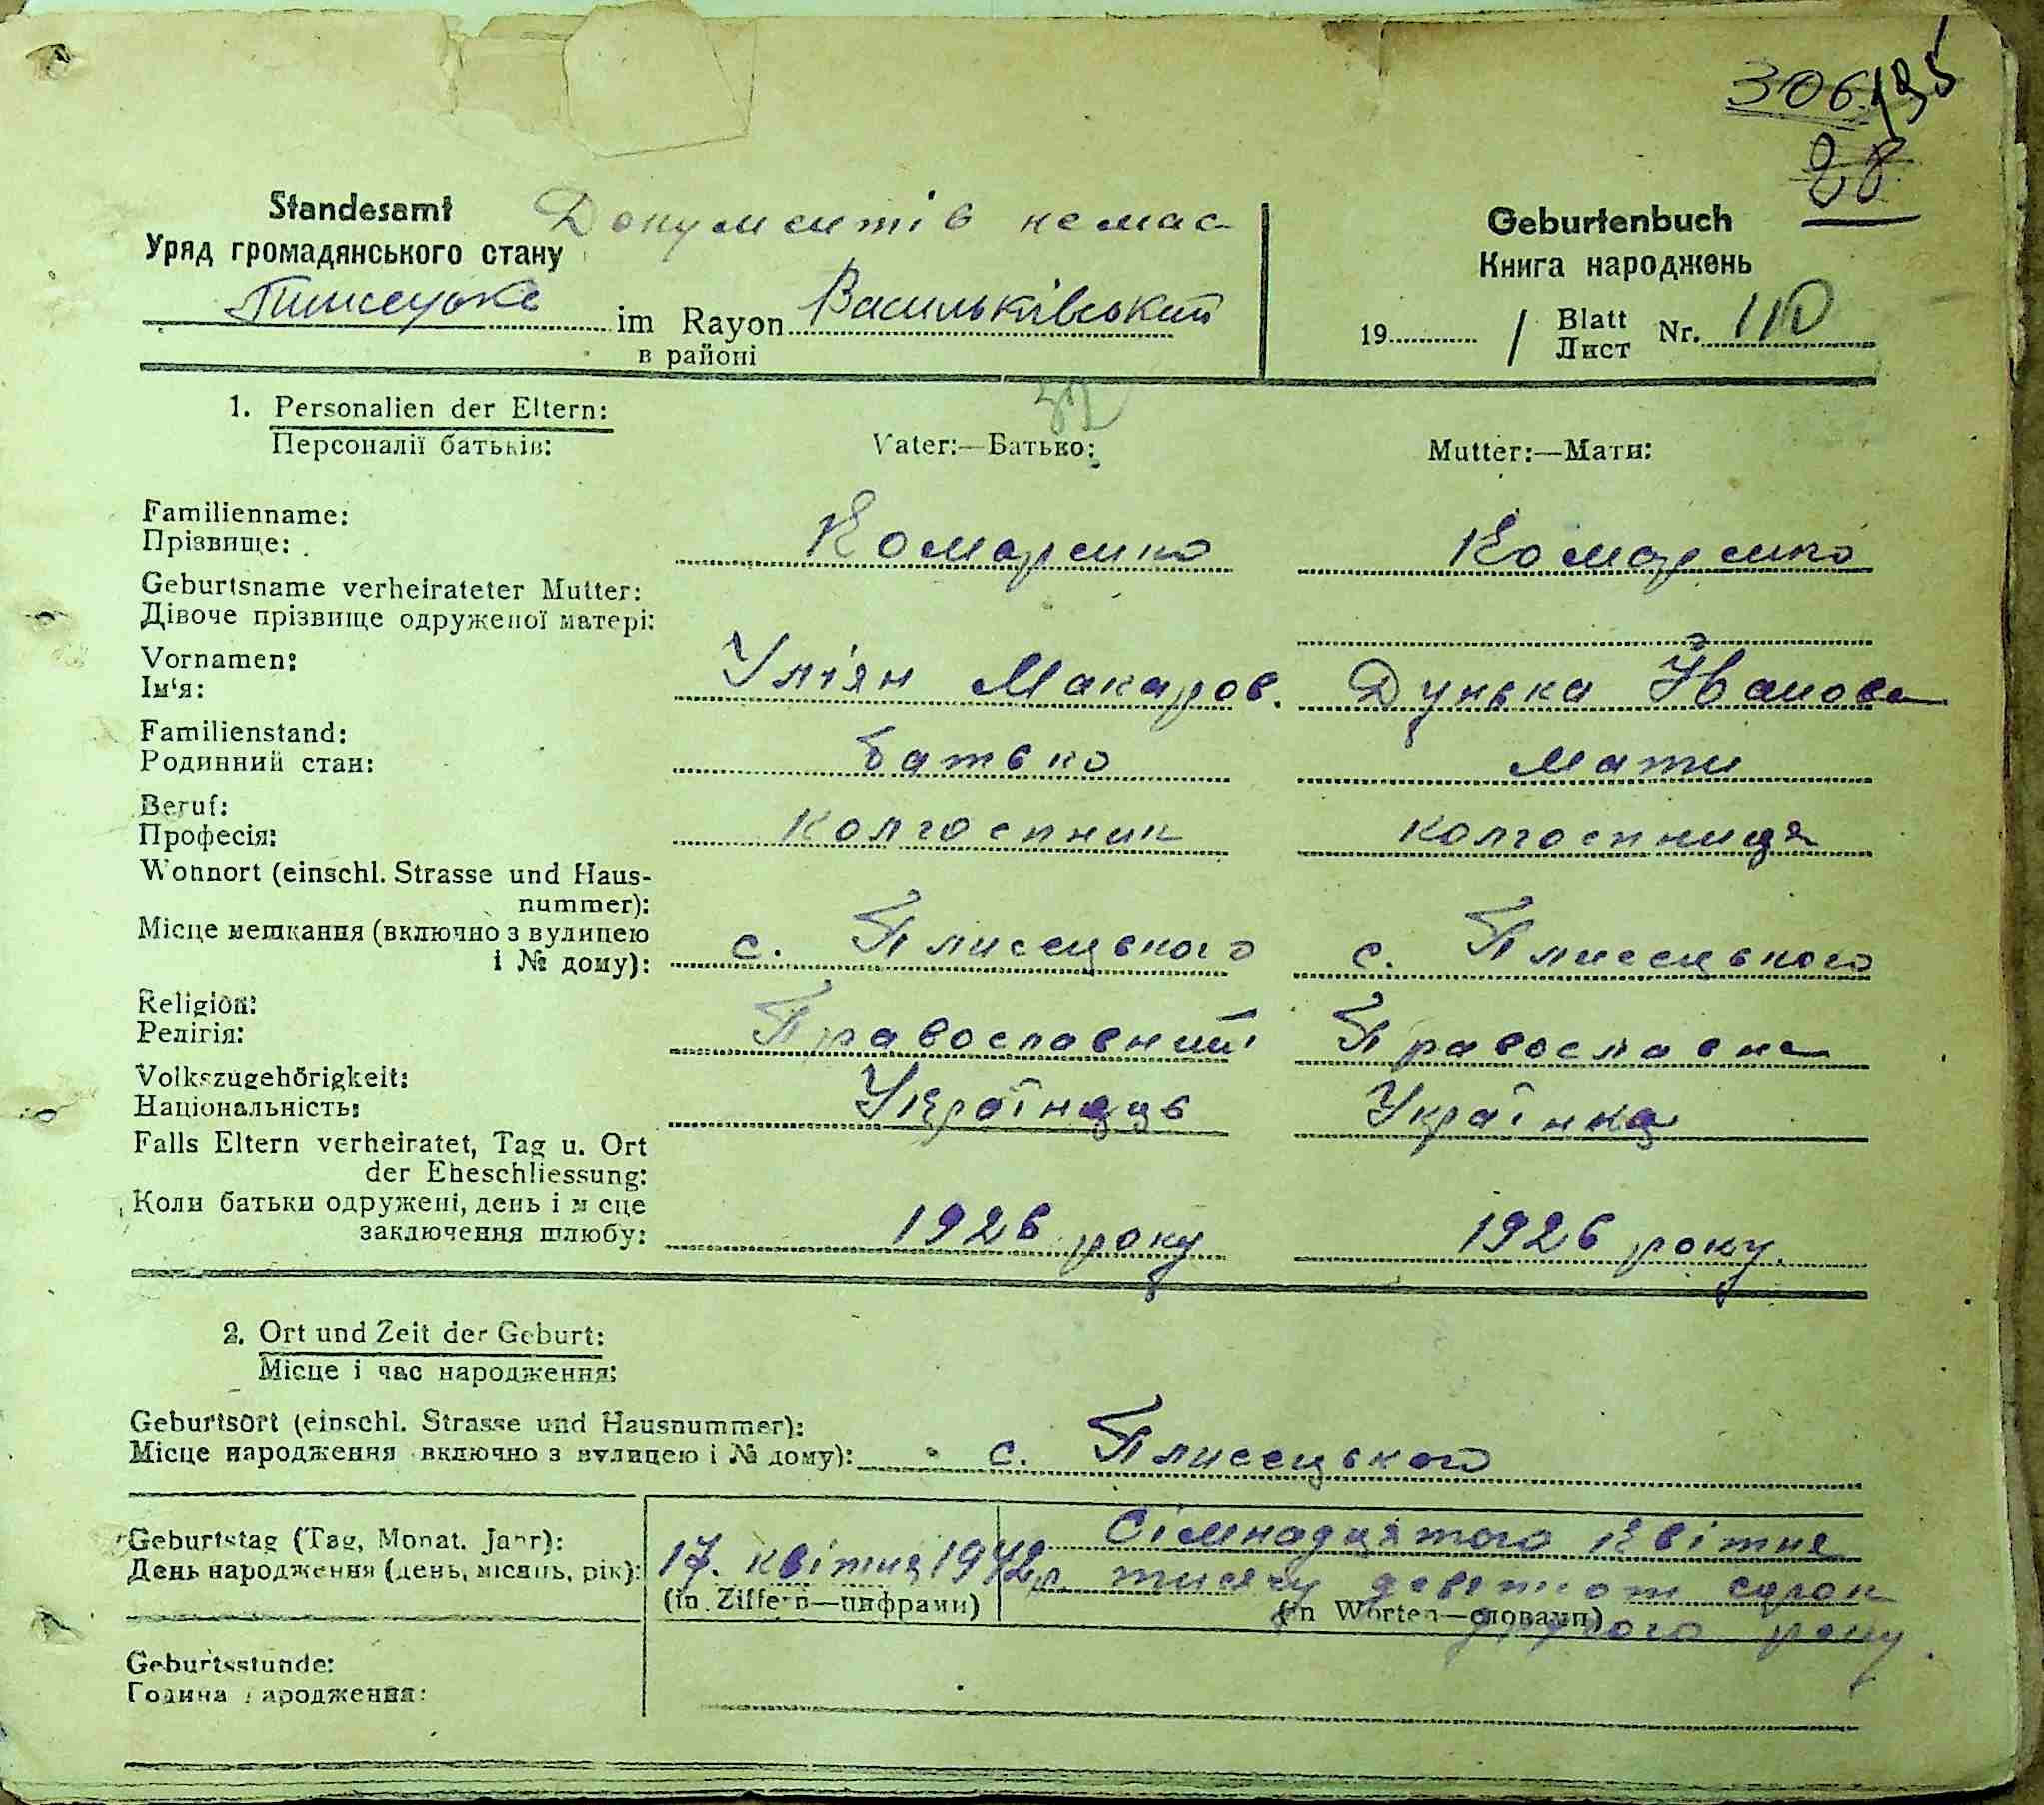 306 135
28
Standesamt Документів немає Geburtenbuch
Уряд громадянського стану Книга народжень
im Rayon Васильківський 19 / Blatt Nr. 110
в районі Лист
1. Personalien der Eltern:
Персоналії батьків: Vater:—Батько: Mutter:—Мати:
Familienname:
Прізвище: Комаренко Комаренко
Geburtsname verheirateter Mutter:
Дівоче прізвище одруженої матері:
Vornamen:
Ім'я: Улян Макаров. Дунька Іванова
Familienstand:
Родинний стан: батько мати
Beruf:
Професія: колгоспник колгоспниця
Wohnort (einschl. Strasse und Haus-
nummer):
Місце мешкання (включно з вулицею
і № дому): с. Плисецького с. Плисецького
Religion:
Релігія: Православний Православна
Volkszugehörigkeit:
Національність: Українаць Українка
Falls Eltern verheiratet, Tag u. Ort
der Eheschliessung:
Коли батьки одружені, день і м сце
заключення шлюбу: 1926 року 1926 року.
2. Ort und Zeit der Geburt:
Місце і час народження:
Geburtsort (einschl. Strasse und Hausnummer):
Місце народження включно з вулицею і № дому): с. Плисецького
Geburtstag (Tag, Monat. Jahr): Сімнадцятого Квітня
День народження (день, місяць, рік): 17. квітня 1942р тисячу девятсот сорок
(in Ziffern—цифрами) (in Worten—словами)
другого року.
Geburtsstunde:
Година народження: